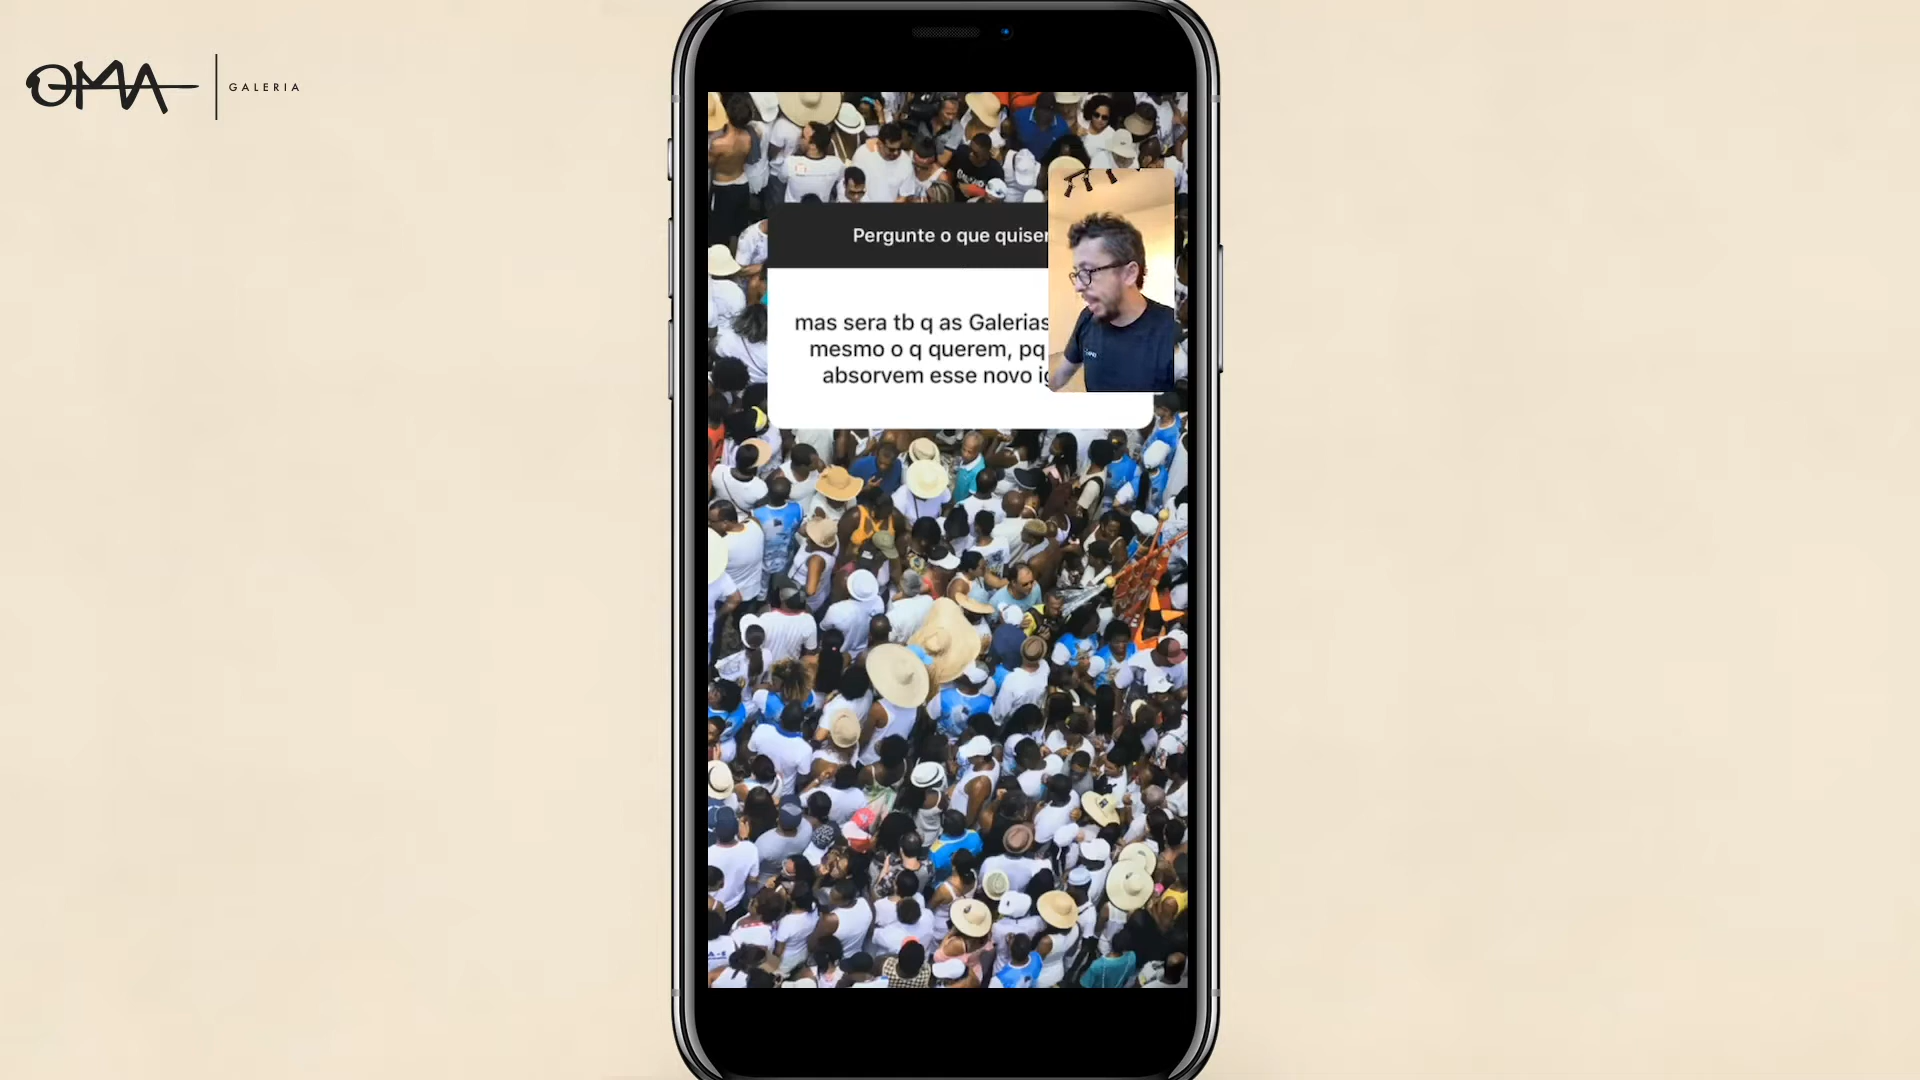 OMA
GALERIA
Pergunte o que quiser
mas sera tb q as Galerias
mesmo o q querem, pq
absorvem esse novo